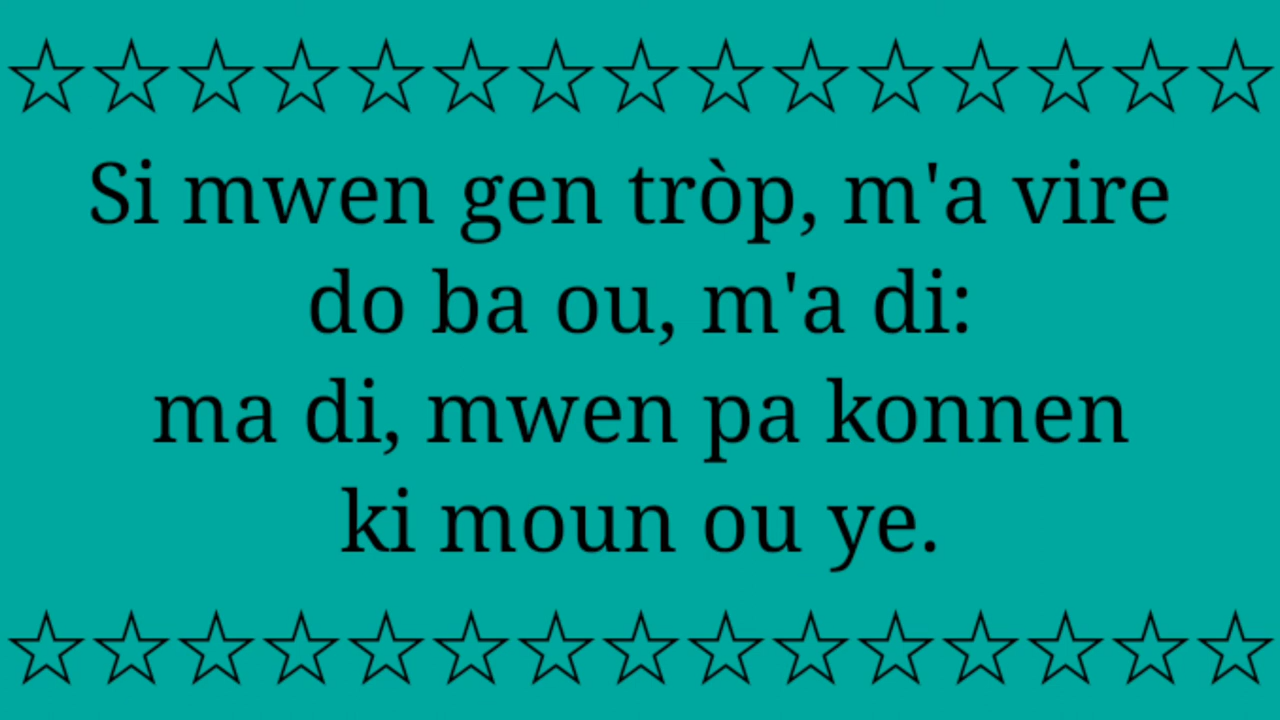 ☆☆☆☆☆☆☆☆☆☆☆☆☆☆☆
Si mwen gen tròp, m'a vire
do ba ou, m'a di:
ma di, mwen pa konnen
ki moun ou ye.
☆☆☆☆☆☆☆☆☆☆☆☆☆☆☆